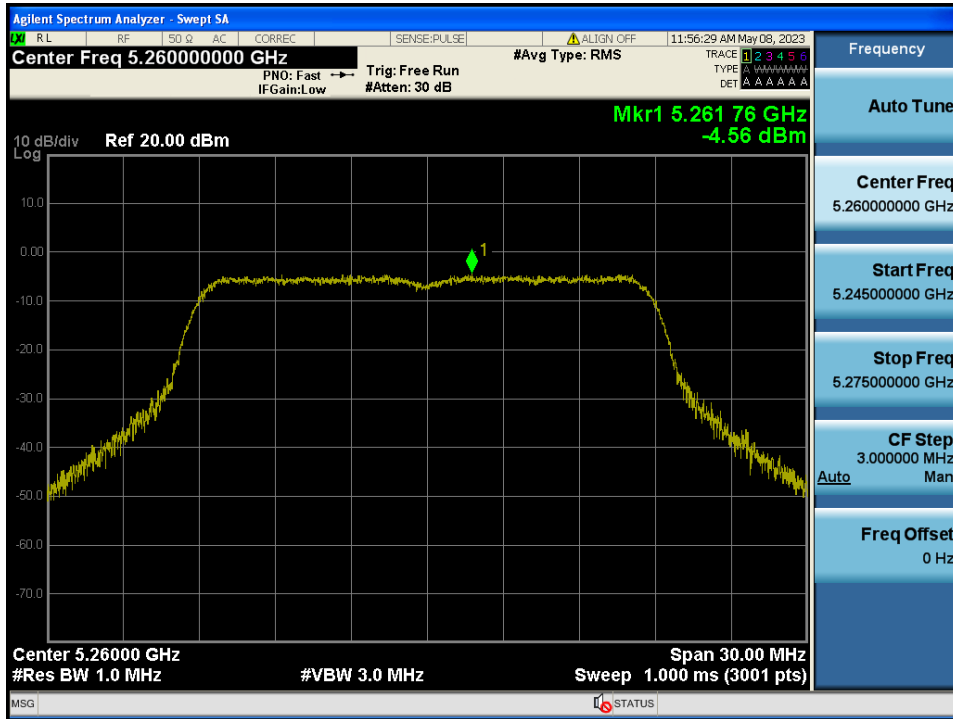 Agilent Spectrum Analyzer - Swept SA
LXI RL RF 50 Ω AC CORREC SENSE:PULSE ALIGN OFF 11:56:29 AM May 08, 2023
Center Freq 5.260000000 GHz
PNO: Fast
IFGain:Low
Trig: Free Run
#Atten: 30 dB
#Avg Type: RMS
TRACE 1 2 3 4 5 6
TYPE A WWWWW
DET A A A A A A
Mkr1 5.261 76 GHz
-4.56 dBm
10 dB/div Ref 20.00 dBm
Log
10.0
0.00
-10.0
-20.0
-30.0
-40.0
-50.0
-60.0
-70.0
1
Center 5.26000 GHz
Span 30.00 MHz
#Res BW 1.0 MHz
#VBW 3.0 MHz
Sweep 1.000 ms (3001 pts)
MSG
STATUS
Frequency
Auto Tune
Center Freq
5.260000000 GHz
Start Freq
5.245000000 GHz
Stop Freq
5.275000000 GHz
CF Step
3.000000 MHz
Auto Man
Freq Offset
0 Hz